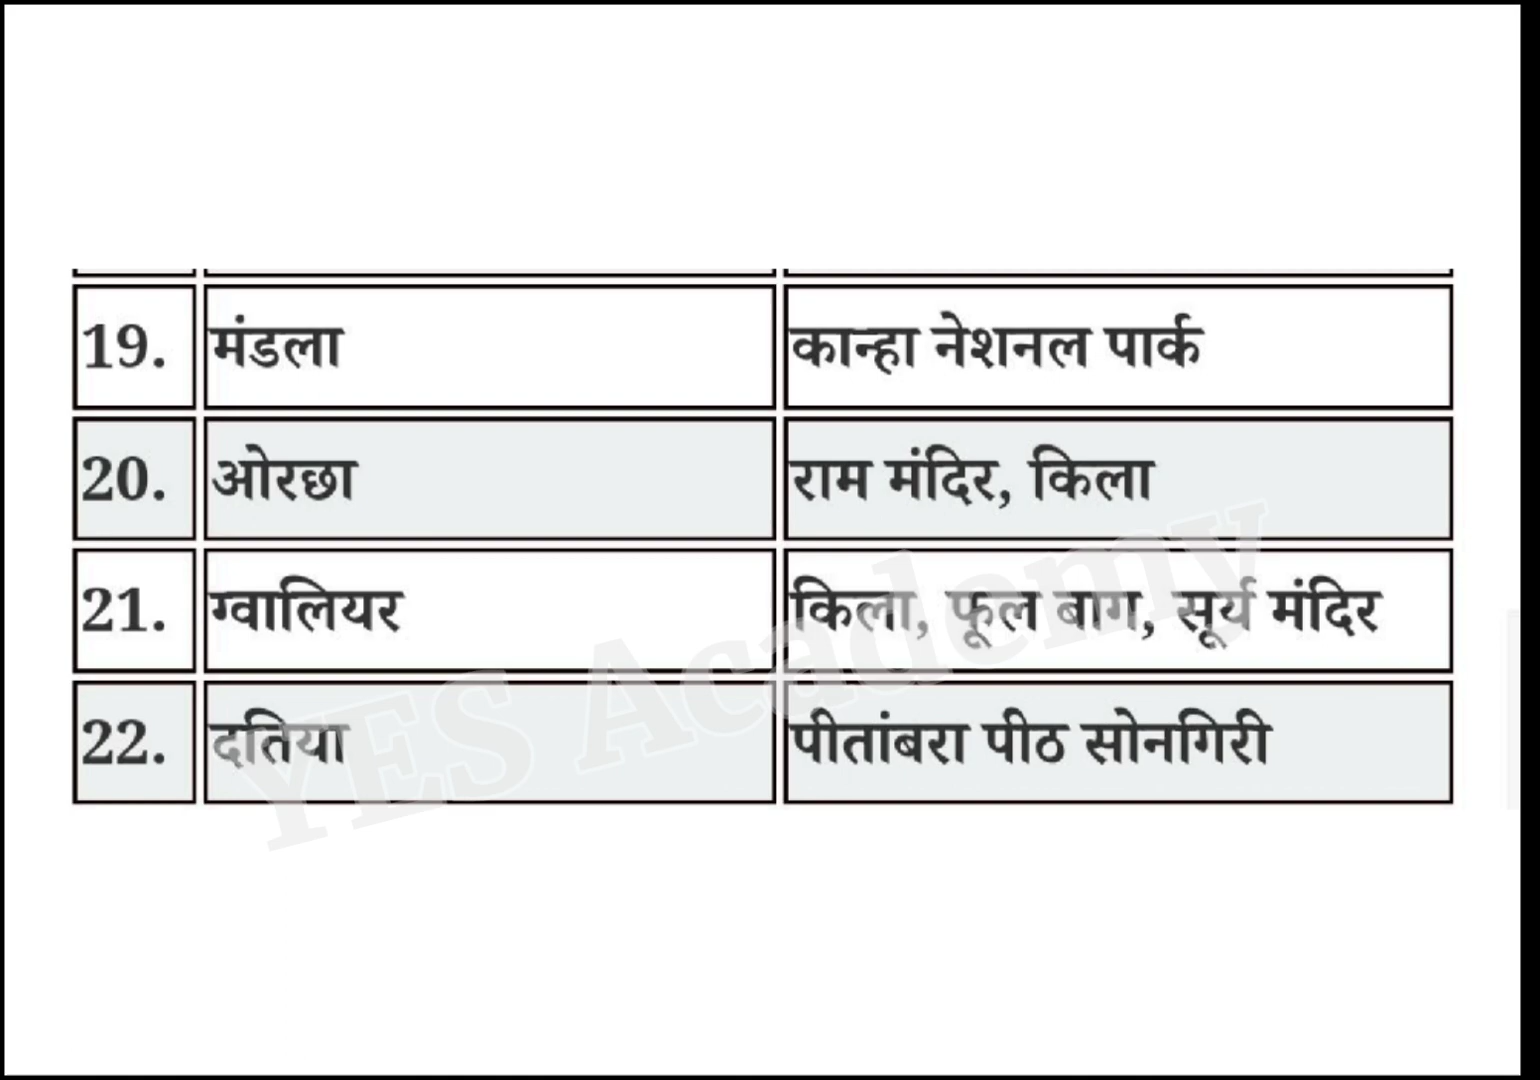 19. मंडला कान्हा नेशनल पार्क
20. ओरछा राम मंदिर, किला
21. ग्वालियर किला, फूल बाग, सूर्य मंदिर
22. दतिया पीतांबरा पीठ सोनगिरी
YES Academy